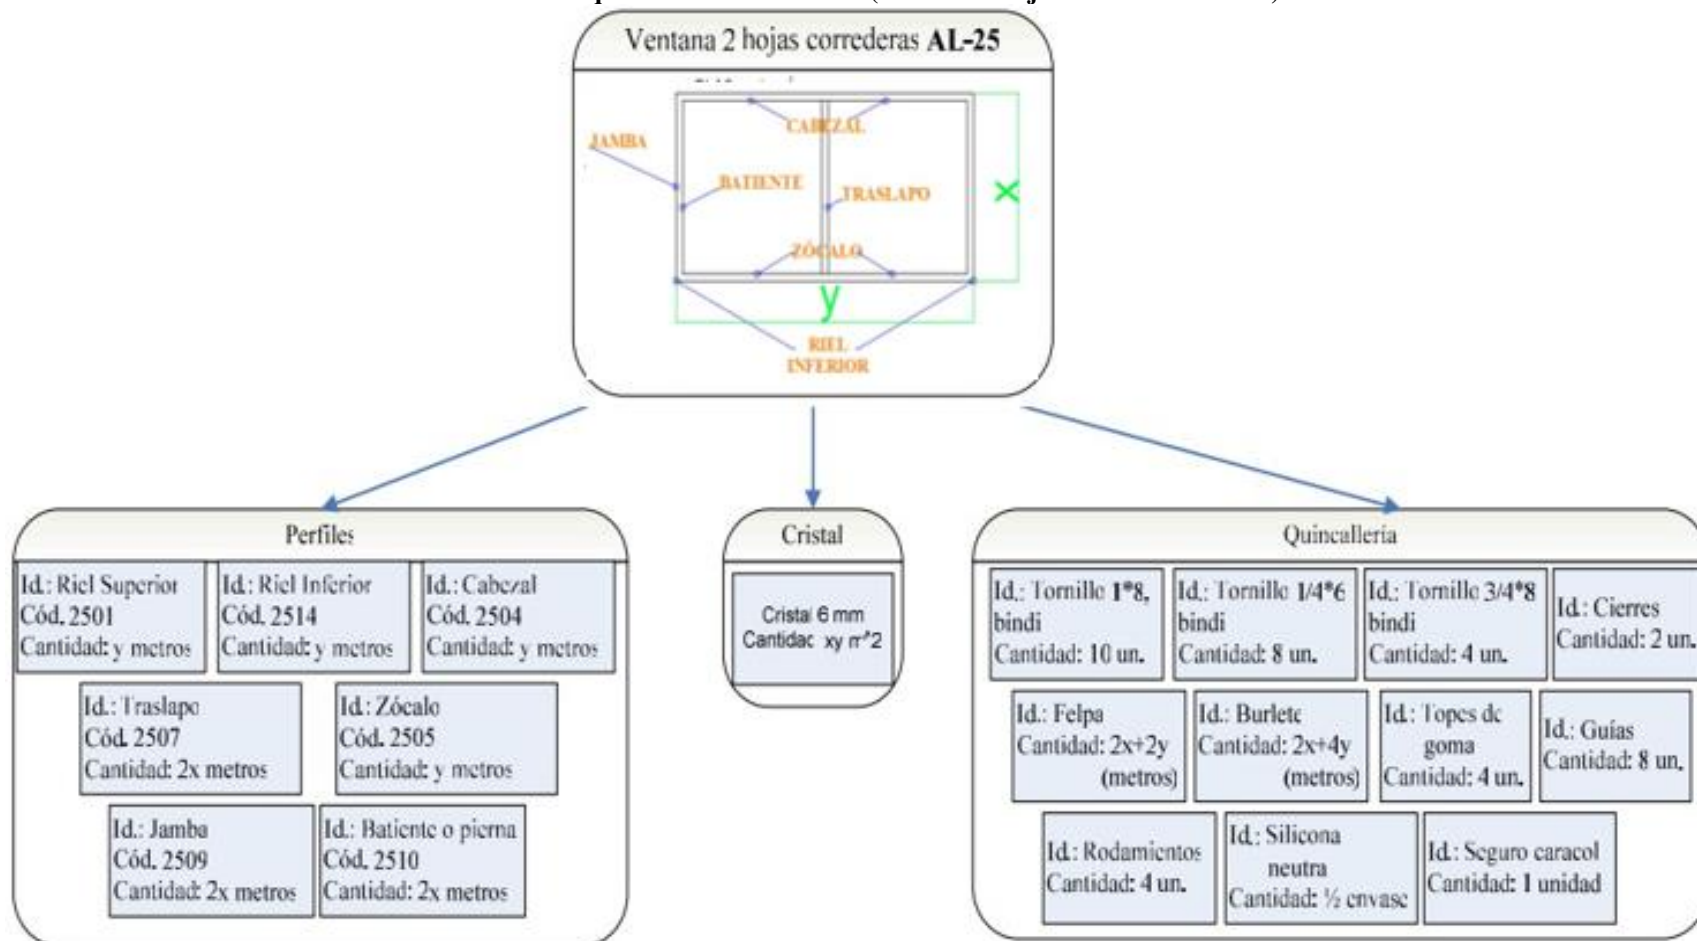 Ventana 2 hojas correderas AL-25
CABEZAL
JAMBA
BATIENTE
TRASLAPO
x
ZÓCALO
y
RIEL
INFERIOR
Perfiles
Id.: Riel Superior
Cód. 2501
Cantidad: y metros
Id.: Riel Inferior
Cód. 2514
Cantidad: y metros
Id.: Cabezal
Cód. 2504
Cantidad: y metros
Id.: Traslapo
Cód. 2507
Cantidad: 2x metros
Id.: Zócalo
Cód. 2505
Cantidad: y metros
Id.: Jamba
Cód. 2509
Cantidad: 2x metros
Id.: Batiente o pierna
Cód. 2510
Cantidad: 2x metros
Cristal
Cristal 6 mm
Cantidad xy m^2
Quincallería
Id.: Tornillo 1*8,
bindi
Cantidad: 10 un.
Id.: Tornillo 1/4*6
bindi
Cantidad: 8 un.
Id.: Tornillo 3/4*8
bindi
Cantidad: 4 un.
Id.: Cierres
Cantidad: 2 un.
Id.: Felpa
Cantidad: 2x+2y
(metros)
Id.: Burlete
Cantidad: 2x+4y
(metros)
Id.: Topes de
goma
Cantidad: 4 un.
Id.: Guías
Cantidad: 8 un.
Id.: Rodamientos
Cantidad: 4 un.
Id.: Silicona
neutra
Cantidad: ½ envase
Id.: Seguro caracol
Cantidad: 1 unidad